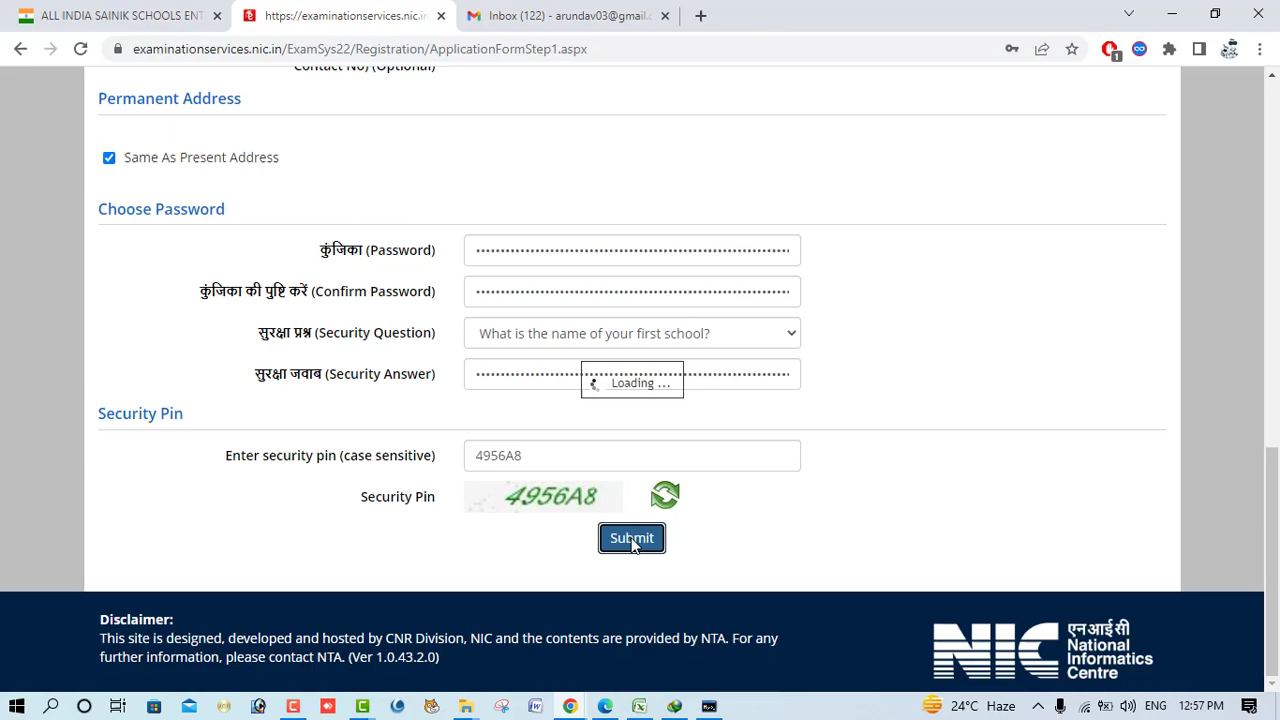 ALL INDIA SAINIK SCHOOLS ENT
https://examinationservices.nic.in
Inbox (122) - arundav03@gmail.c
examinationservices.nic.in/ExamSys22/Registration/ApplicationFormStep1.aspx
1
Contact No) (Optional)
Permanent Address
Same As Present Address
Choose Password
कुंजिका (Password)
कुंजिका की पुष्टि करें (Confirm Password)
सुरक्षा प्रश्न (Security Question) What is the name of your first school?
सुरक्षा जवाब (Security Answer)
Loading ...
Security Pin
Enter security pin (case sensitive) 4956A8
Security Pin 4956A8
Submit
Disclaimer:
This site is designed, developed and hosted by CNR Division, NIC and the contents are provided by NTA. For any
further information, please contact NTA. (Ver 1.0.43.2.0)
NIC
एनआईसी
National
Informatics
Centre
24°C Haze ENG 12:57 PM